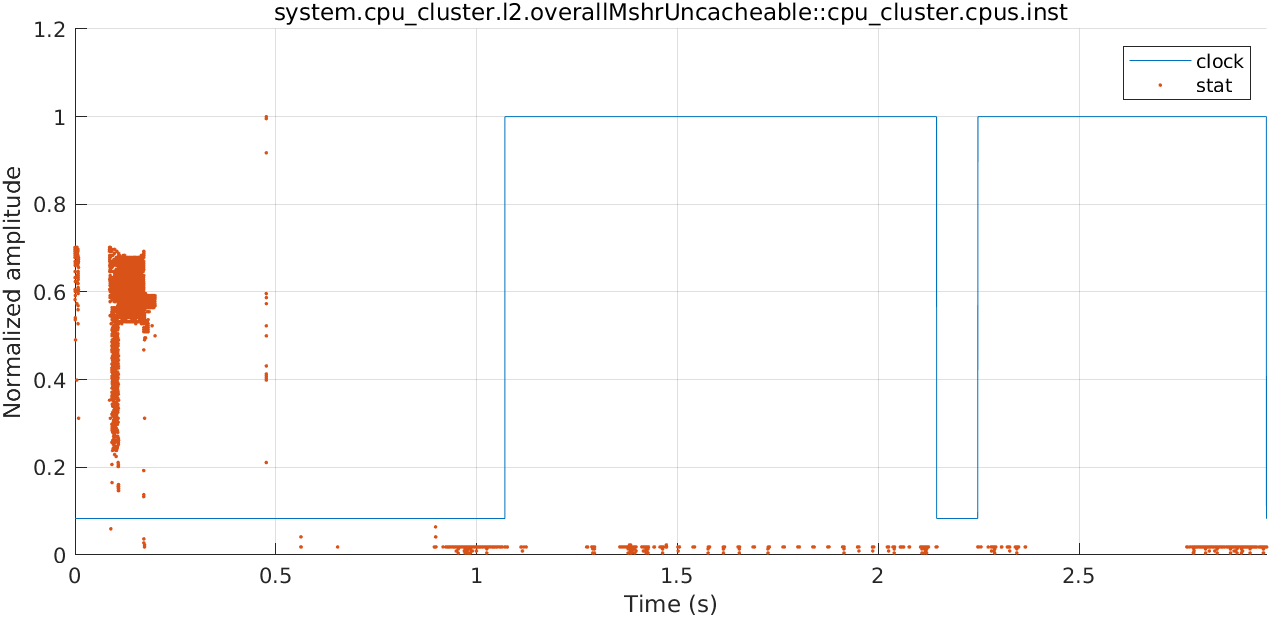 system.cpu_cluster.l2.overallMshrUncacheable::cpu_cluster.cpus.inst
1.2
clock
stat
1
0.8
0.6
0.4
0.2
0
Normalized amplitude
0
0.5
1
1.5
2
2.5
Time (s)